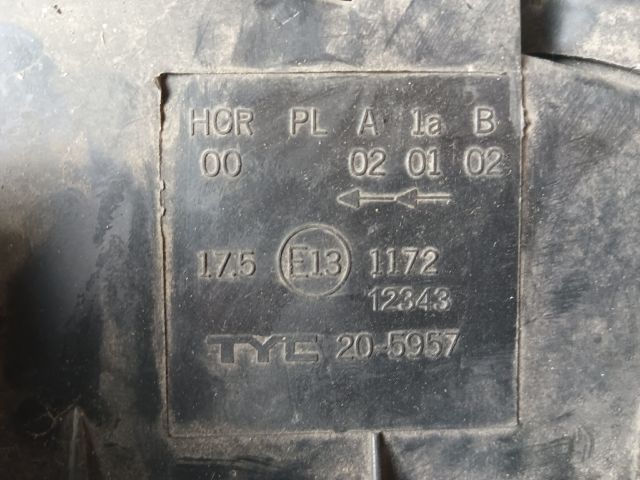 HCR PL A 1a B
00 02 01 02
17.5 E13 1172
12343
TYC 20-5957